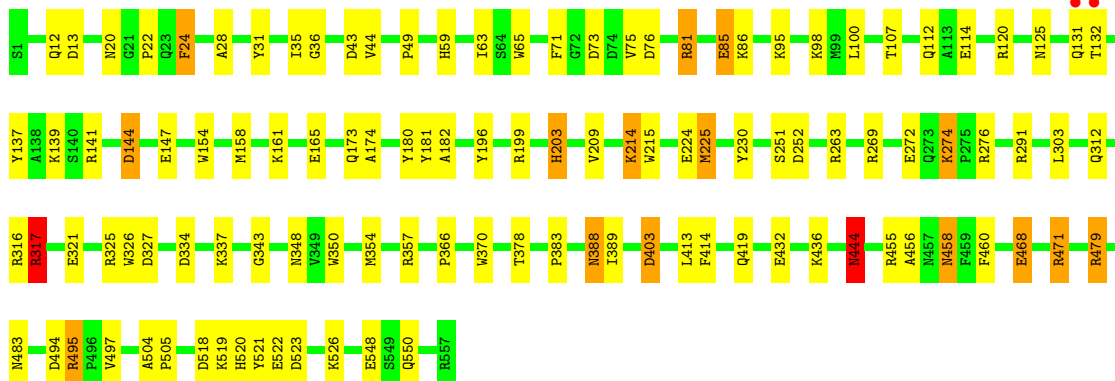 S1 Q12 D13 N20 G21 P22 Q23 F24 A28 Y31 I35 G36 D43 V44 P49 H59 I63 S64 W65 F71 G72 D73 D74 V75 D76 R81 E85 K86 K95 K98 M99 L100 T107 Q112 A113 E114 R120 N125 Q131 T132
Y137 A138 K139 S140 R141 D144 E147 W154 M158 K161 E165 Q173 A174 Y180 Y181 A182 Y196 R199 H203 V209 K214 W215 E224 M225 Y230 S251 D252 R263 R269 E272 Q273 K274 P275 R276 R291 L303 Q312
R316 R317 E321 R325 W326 D327 D334 K337 G343 N348 V349 W350 M354 R357 P366 W370 T378 P383 N388 I389 D403 L413 F414 Q419 E432 K436 N444 R455 A456 N457 N458 F459 F460 E468 R471 R479
N483 D494 R495 P496 V497 A504 P505 D518 K519 H520 Y521 E522 D523 K526 E548 S549 Q550 R557